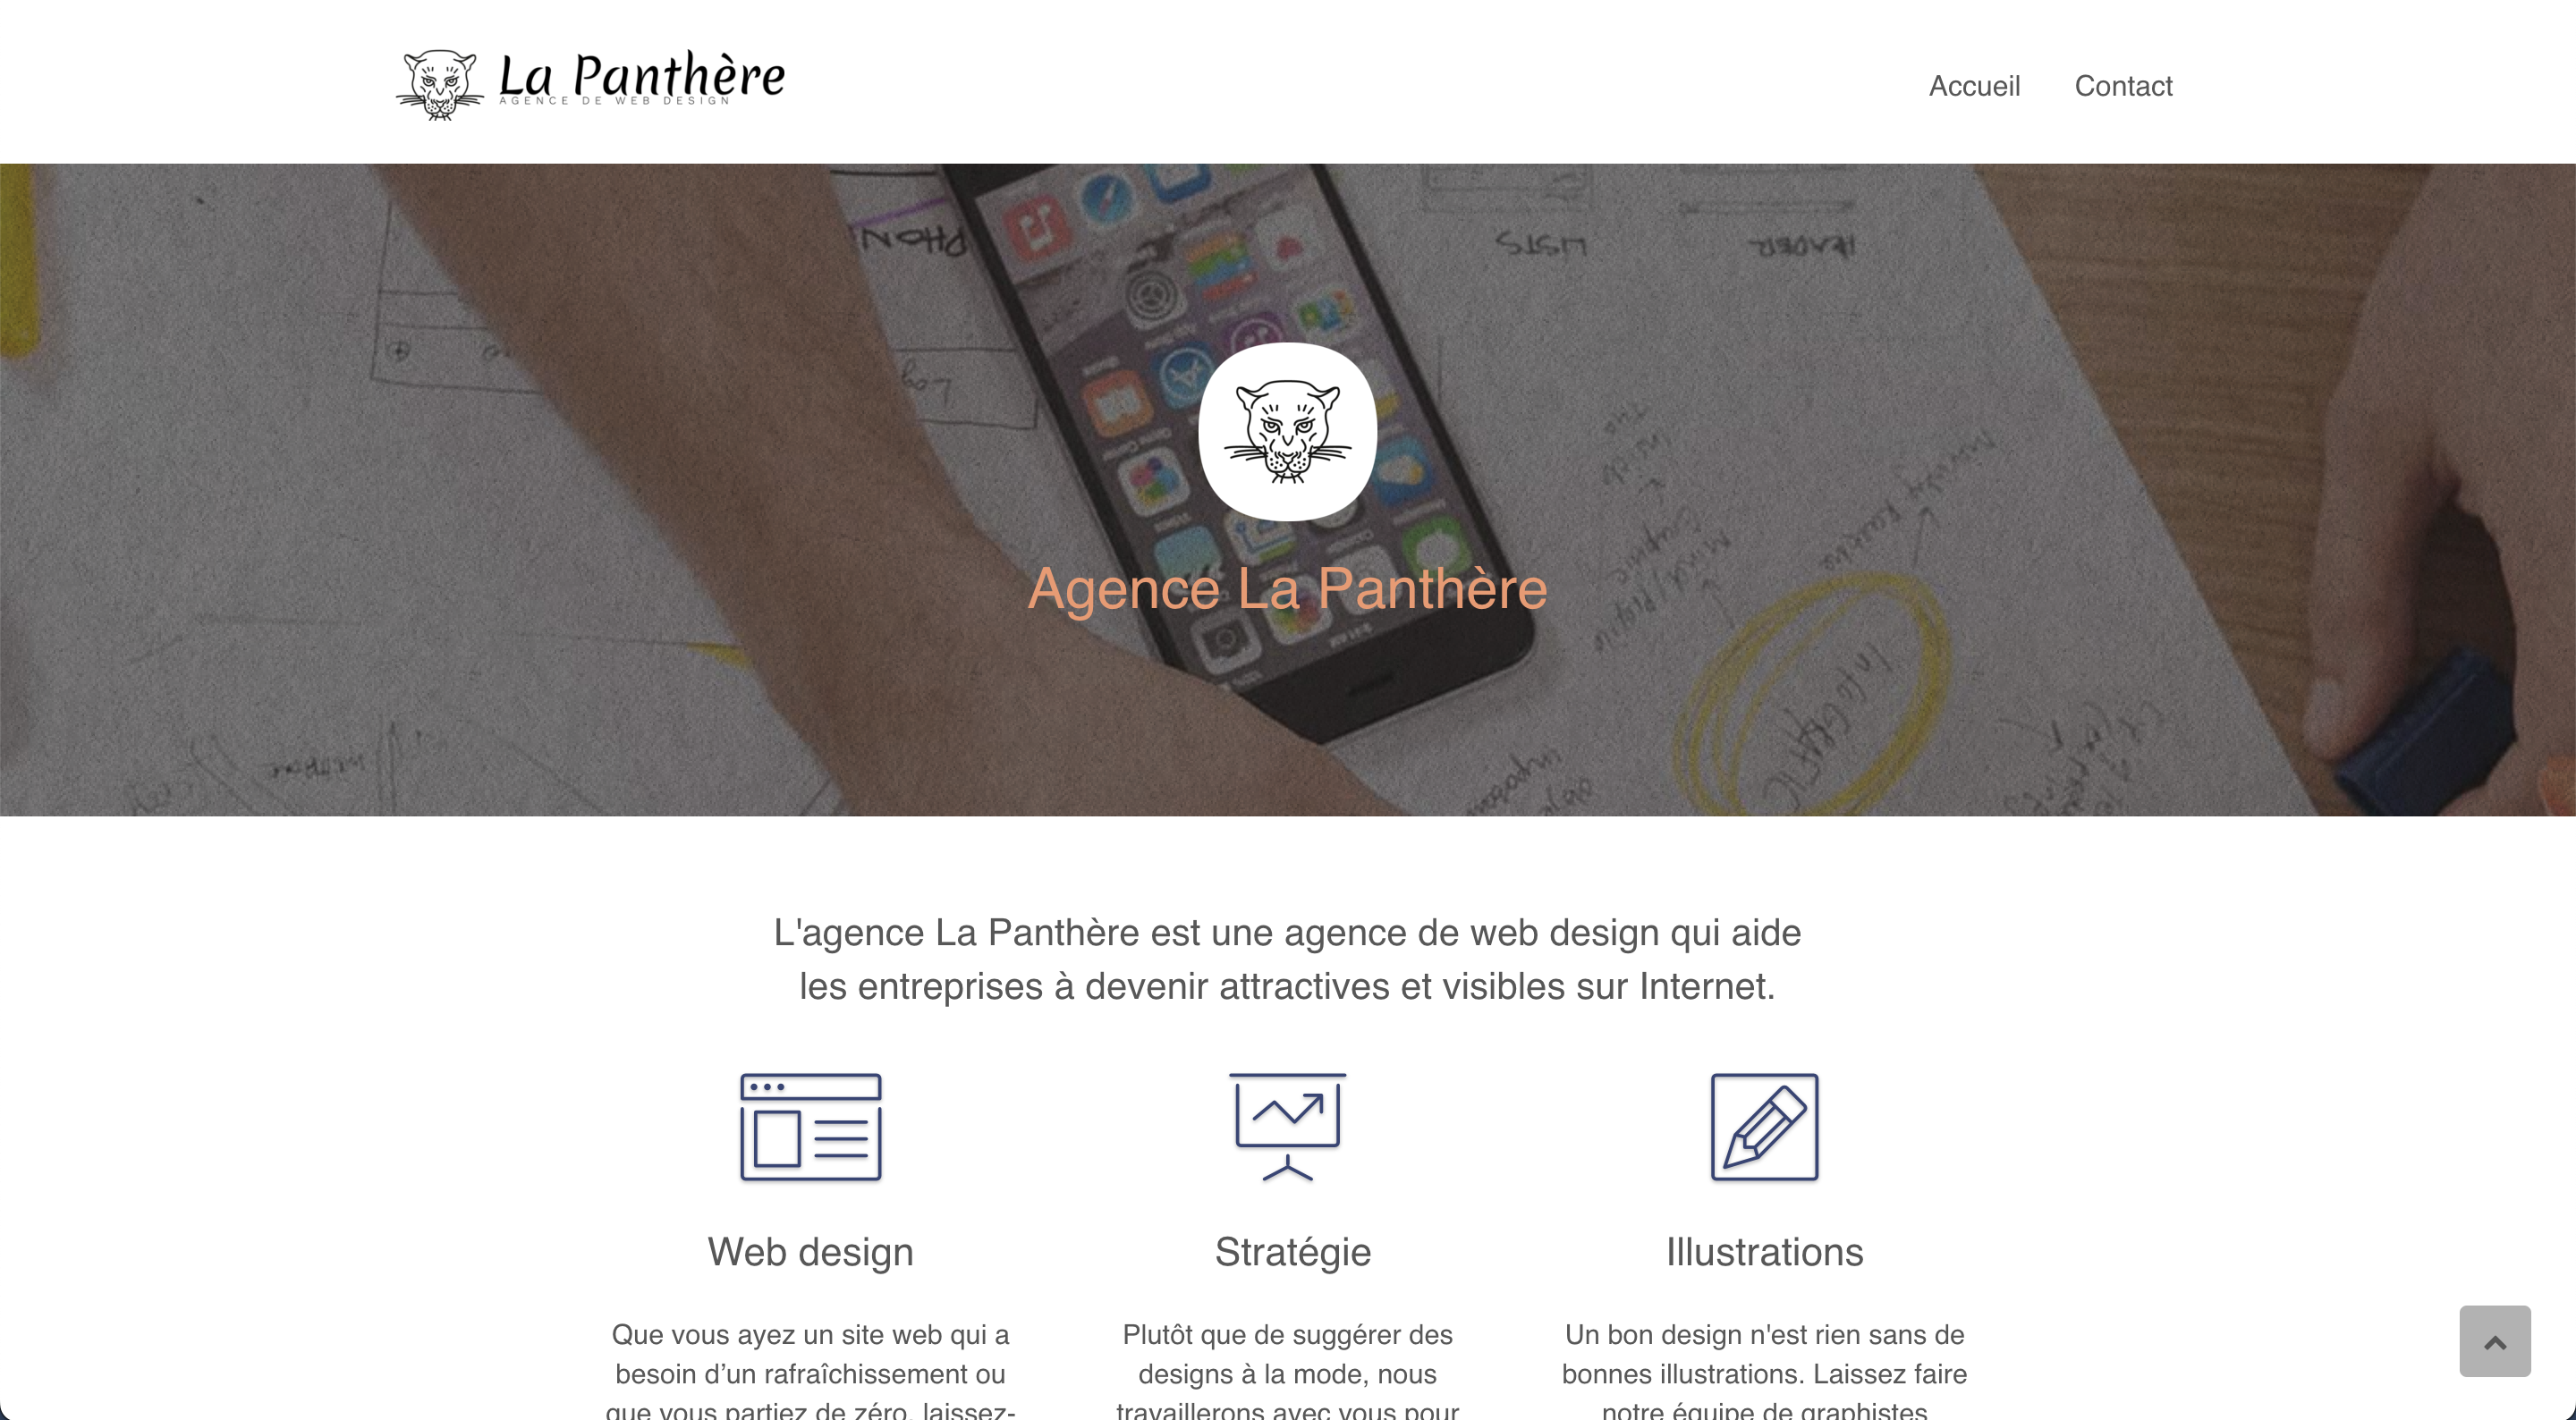 La Panthère
AGENCE DE WEB DESIGN
Accueil
Contact
PHON
LISTS
HEADER
Agence La Panthère
L'agence La Panthère est une agence de web design qui aide
les entreprises à devenir attractives et visibles sur Internet.
Web design
Que vous ayez un site web qui a
besoin d’un rafraîchissement ou
que vous partiez de zéro, laissez-
Stratégie
Plutôt que de suggérer des
designs à la mode, nous
travaillerons avec vous pour
Illustrations
Un bon design n'est rien sans de
bonnes illustrations. Laissez faire
notre équipe de graphistes